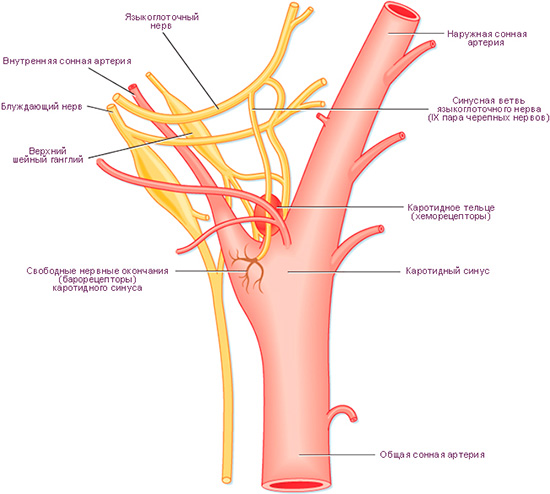 Языкоглоточный
нерв
Внутренняя сонная артерия
Блуждающий нерв
Верхний
шейный ганглий
Свободные нервные окончания
(барорецепторы)
каротидного синуса
Наружная сонная
артерия
Синусная ветвь
языкоглоточного нерва
(IX пара черепных нервов)
Каротидное тельце
(хеморецепторы)
Каротидный синус
Общая сонная артерия